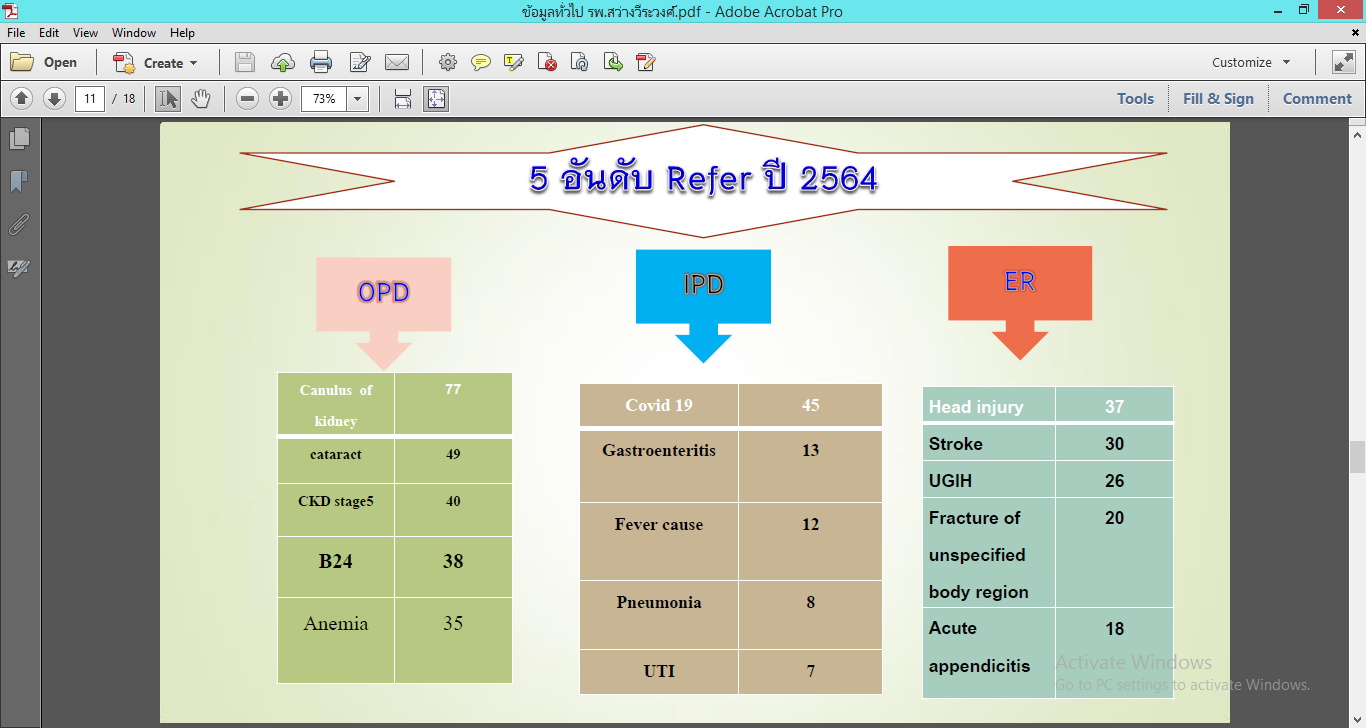 ข้อมูลทั่วไป รพ.สว่างวีระวงศ์.pdf - Adobe Acrobat Pro
File Edit View Window Help
Open Create Customize
11 / 18 73% Tools Fill & Sign Comment
5 อันดับ Refer ปี 2564
OPD
Canulus of
kidney 77
cataract 49
CKD stage5 40
B24 38
Anemia 35
IPD
Covid 19 45
Gastroenteritis 13
Fever cause 12
Pneumonia 8
UTI 7
ER
Head injury 37
Stroke 30
UGIH 26
Fracture of 20
unspecified
body region
Acute 18
appendicitis
Activate Windows
Go to PC settings to activate Windows.